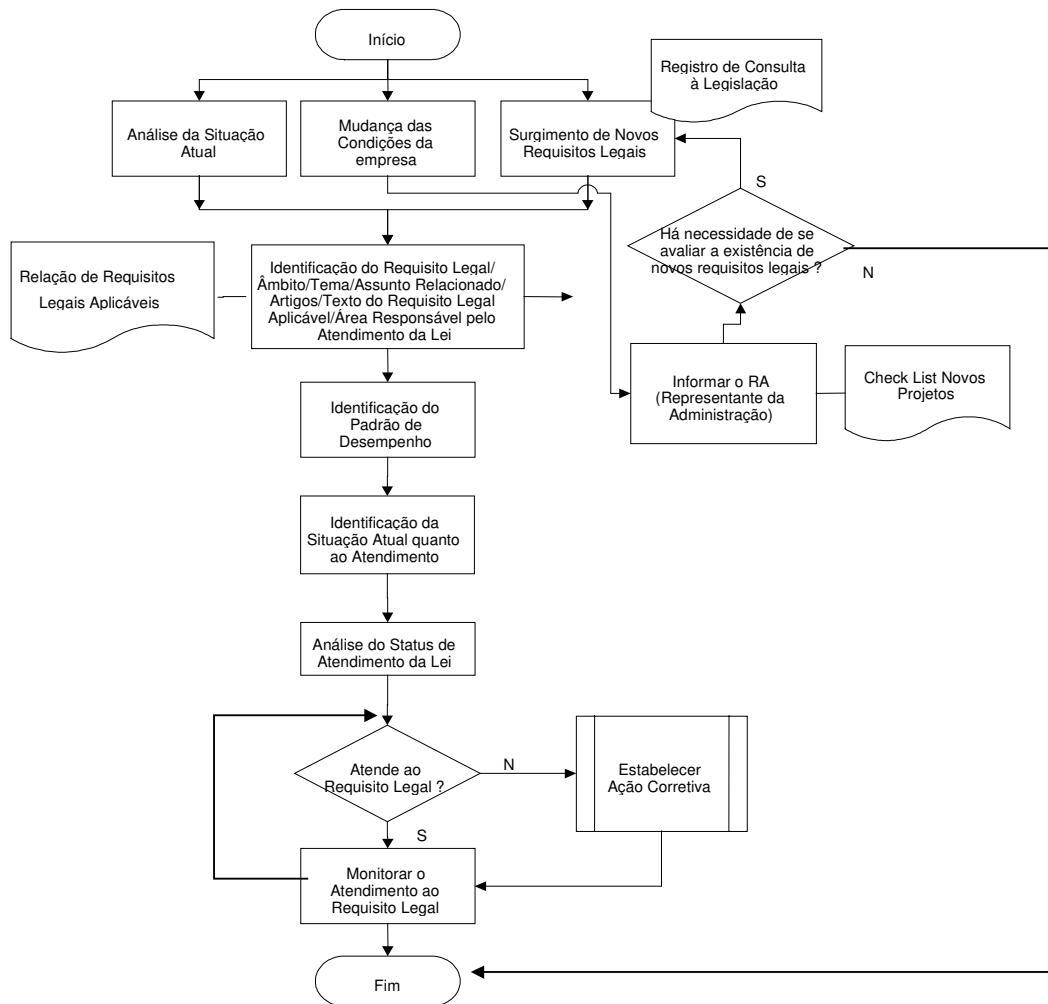 Início
Registro de Consulta
à Legislação
Análise da Situação
Atual
Mudança das
Condições da
empresa
Surgimento de Novos
Requisitos Legais
S
Há necessidade de se
avaliar a existência de
novos requisitos legais ?
N
Relação de Requisitos
Legais Aplicáveis
Identificação do Requisito Legal/
Âmbito/Tema/Assunto Relacionado/
Artigos/Texto do Requisito Legal
Aplicável/Área Responsável pelo
Atendimento da Lei
Informar o RA
(Representante da
Administração)
Check List Novos
Projetos
Identificação do
Padrão de
Desempenho
Identificação da
Situação Atual quanto
ao Atendimento
Análise do Status de
Atendimento da Lei
Atende ao
Requisito Legal ?
N
Estabelecer
Ação Corretiva
S
Monitorar o
Atendimento ao
Requisito Legal
Fim